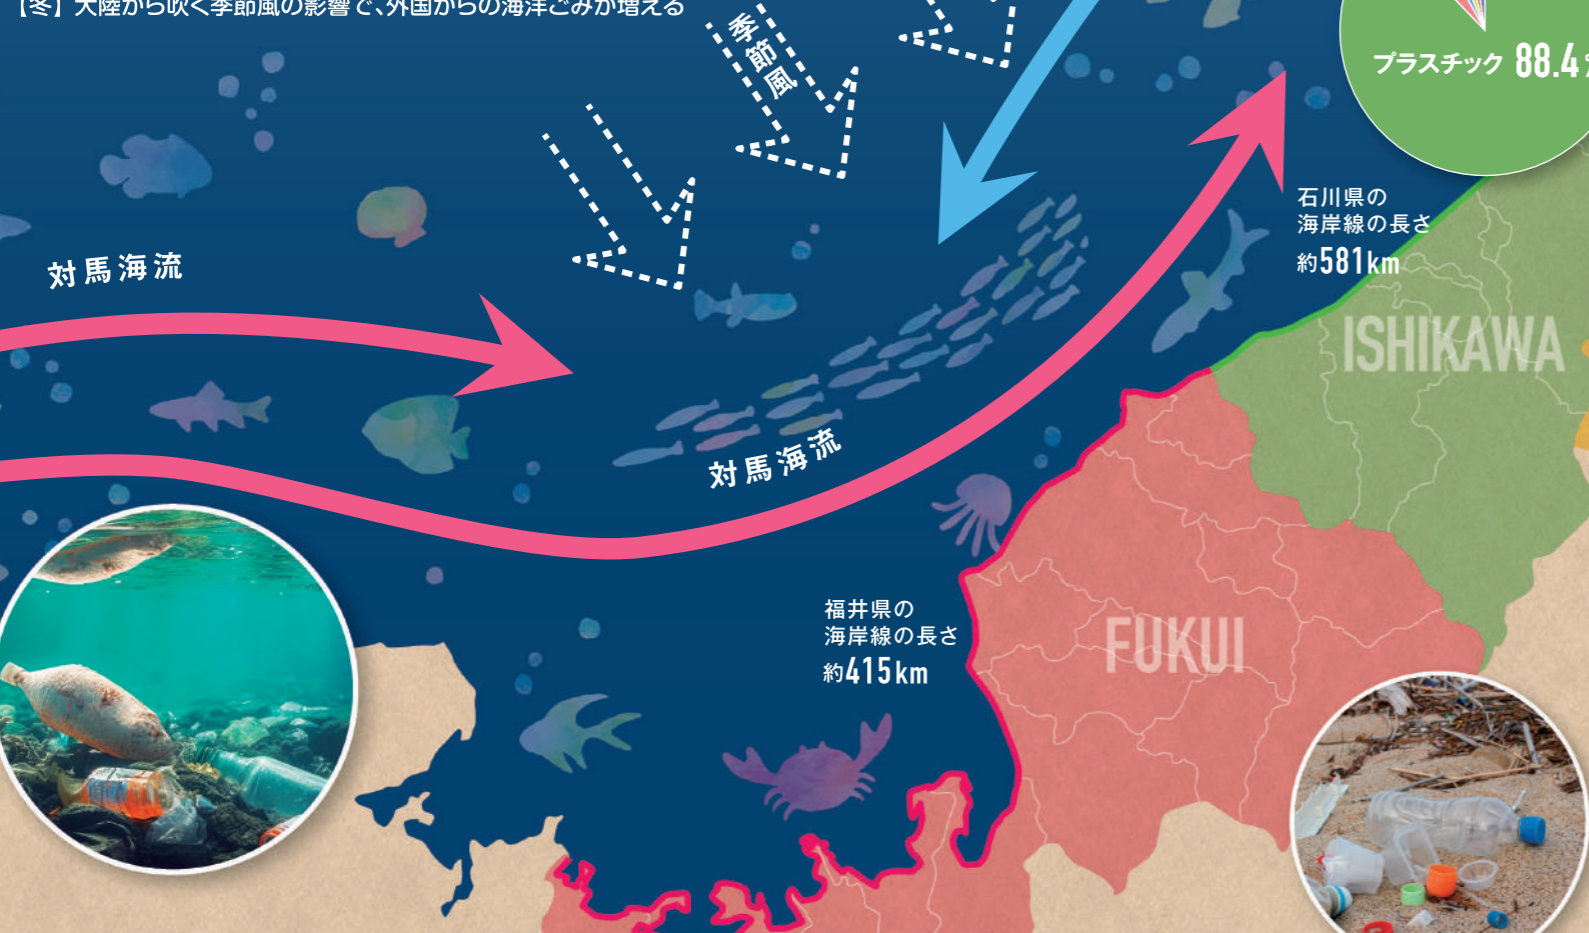 【冬】大陸から吹く季節風の影響で、外国からの海洋ごみが増える
季節風
プラスチック 88.4%
石川県の
海岸線の長さ
約581km
対馬海流
ISHIKAWA
対馬海流
福井県の
海岸線の長さ
約415km
FUKUI